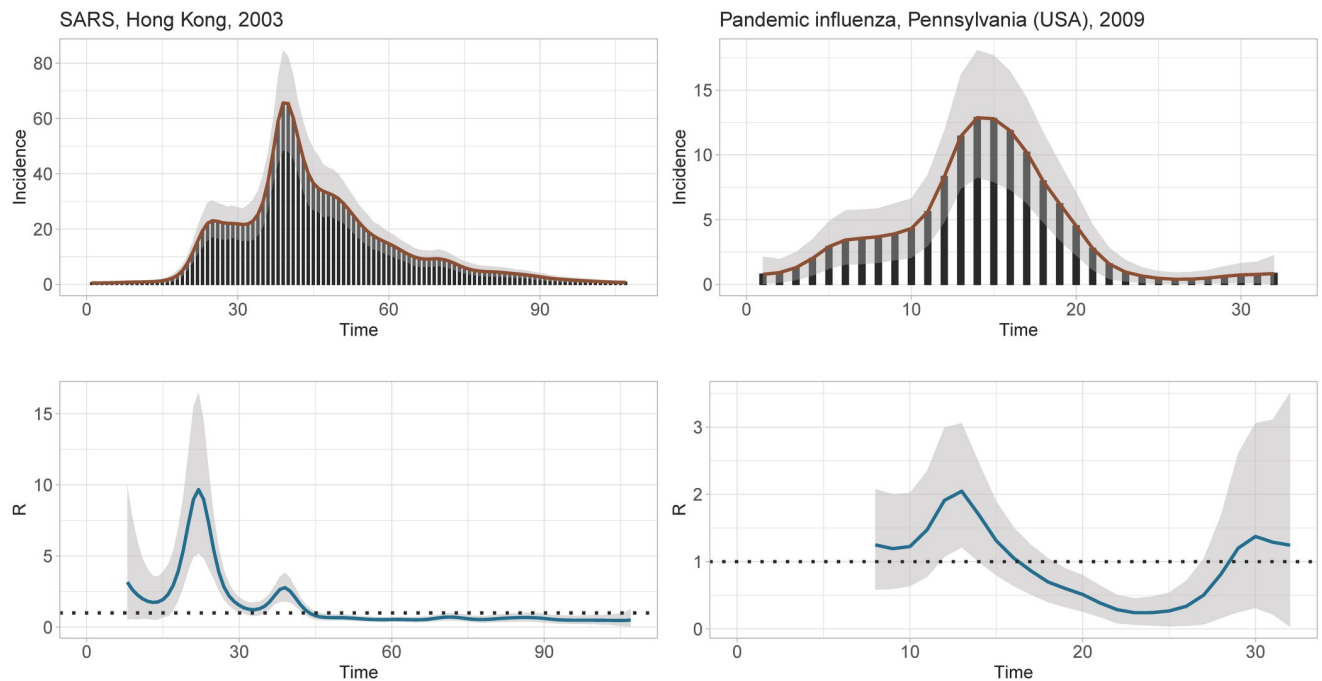 SARS, Hong Kong, 2003
Incidence
80
60
40
20
0
0 30 60 90
Time
Pandemic influenza, Pennsylvania (USA), 2009
Incidence
15
10
5
0
0 10 20 30
Time
R
15
10
5
0
0 30 60 90
Time
R
3
2
1
0
0 10 20 30
Time